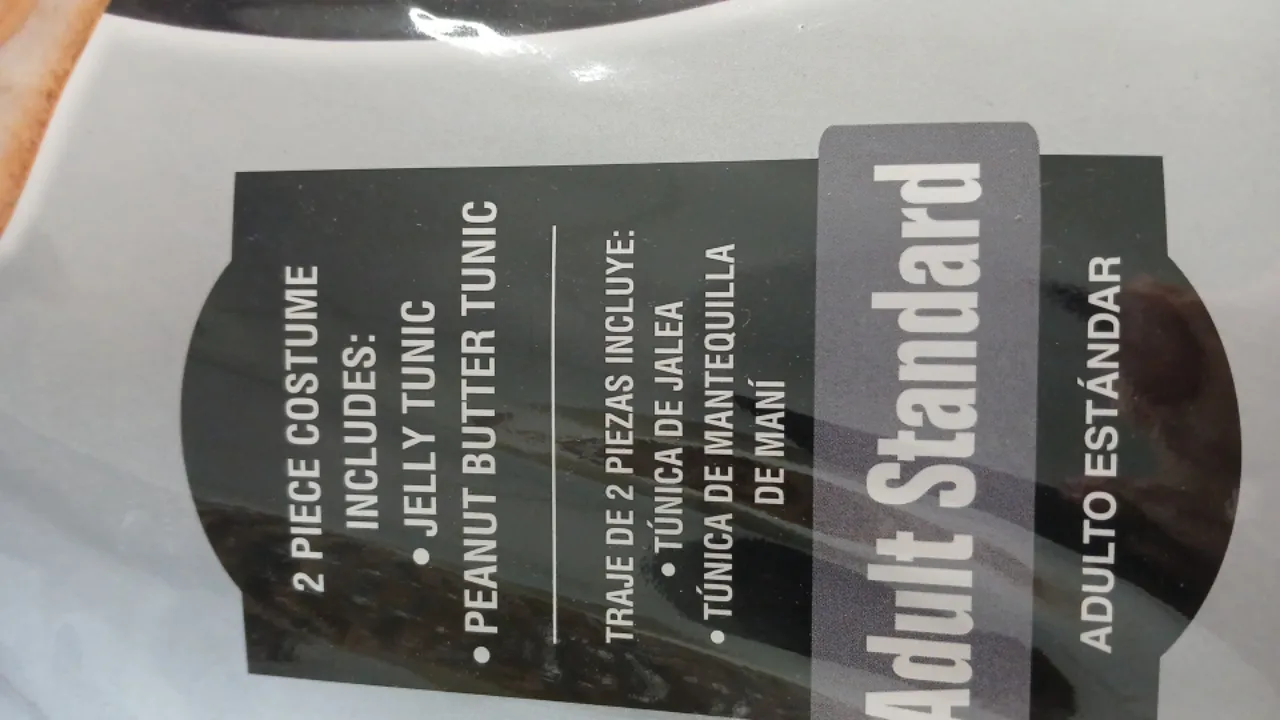 2 PIECE COSTUME
INCLUDES:
• JELLY TUNIC
• PEANUT BUTTER TUNIC
TRAJE DE 2 PIEZAS INCLUYE:
• TÚNICA DE JALEA
• TÚNICA DE MANTEQUILLA
DE MANÍ
Adult Standard
ADULTO ESTÁNDAR